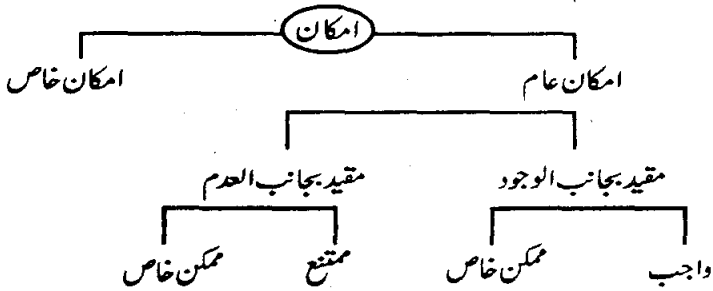 امکان
امکان عام امکان خاص
مقید بجانب الوجود مقید بجانب العدم
واجب ممکن خاص ممتنع ممکن خاص